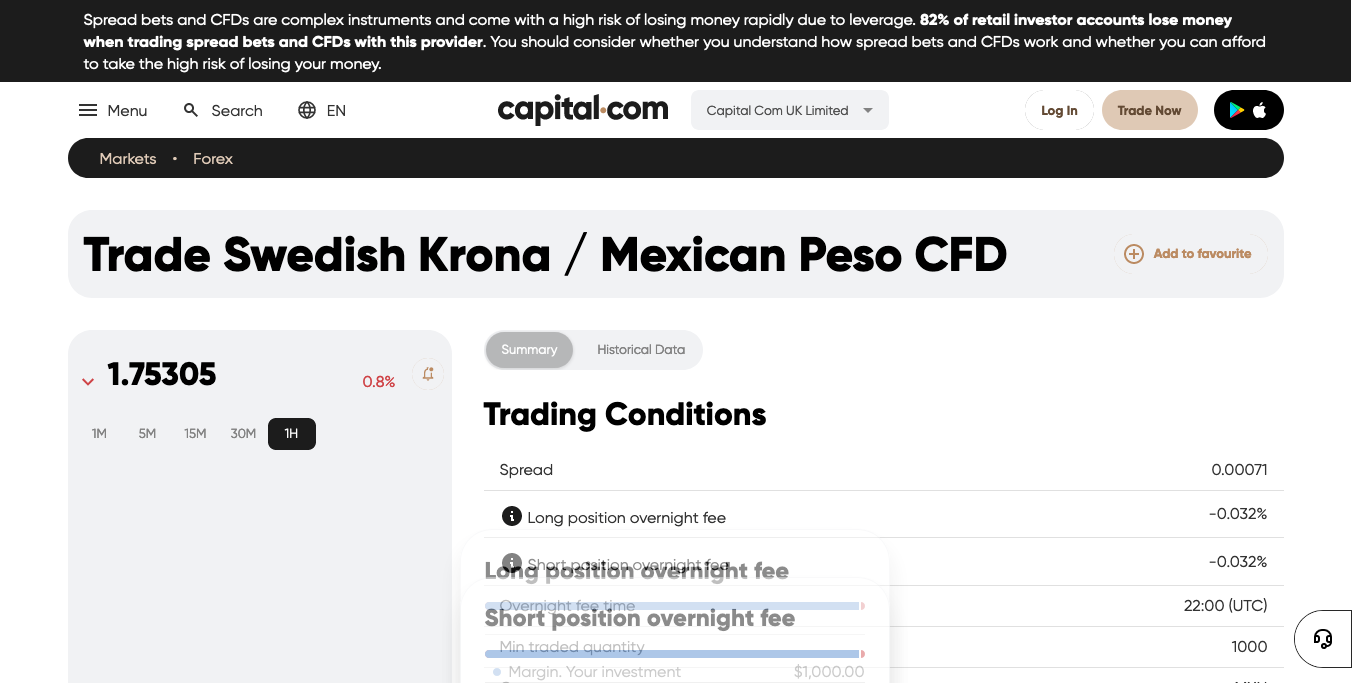 Spread bets and CFDs are complex instruments and come with a high risk of losing money rapidly due to leverage. 82% of retail investor accounts lose money
when trading spread bets and CFDs with this provider. You should consider whether you understand how spread bets and CFDs work and whether you can afford
to take the high risk of losing your money.
Menu Search EN capital.com Capital Com UK Limited Log In Trade Now
Markets • Forex
Trade Swedish Krona / Mexican Peso CFD Add to favourite
1.75305 0.8%
1M 5M 15M 30M 1H
Summary Historical Data
Trading Conditions
Spread 0.00071
Long position overnight fee -0.032%
Short position overnight fee -0.032%
Long position overnight fee
Overnight fee time 22:00 (UTC)
Short position overnight fee
Min traded quantity 1000
Margin. Your investment $1,000.00